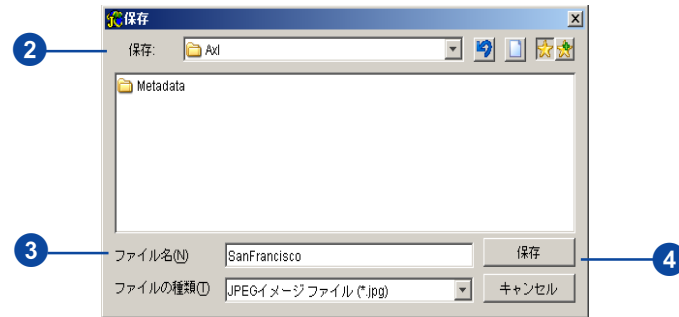 保存
2
保存: Axl
Metadata
3
ファイル名(N) SanFrancisco 保存
4
ファイルの種類(T) JPEGイメージ ファイル (*.jpg) キャンセル